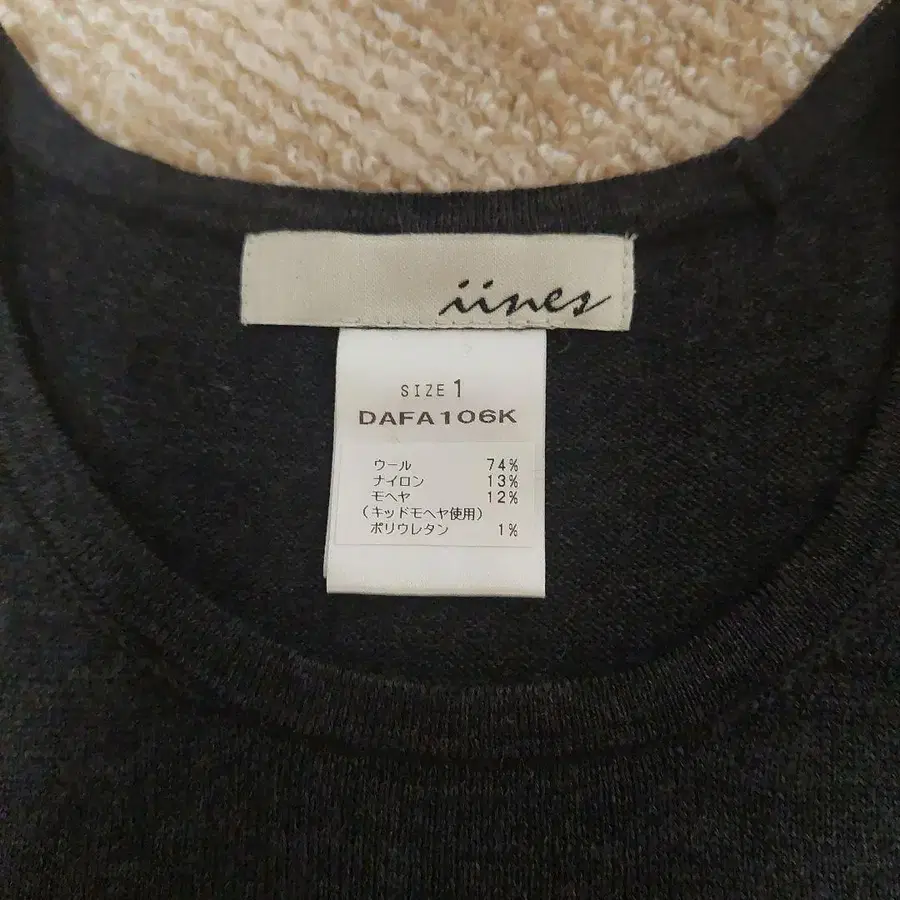 iines
SIZE 1
DAFA106K
ウール 74%
ナイロン 13%
モヘヤ 12%
(キッドモヘヤ使用)
ポリウレタン 1%